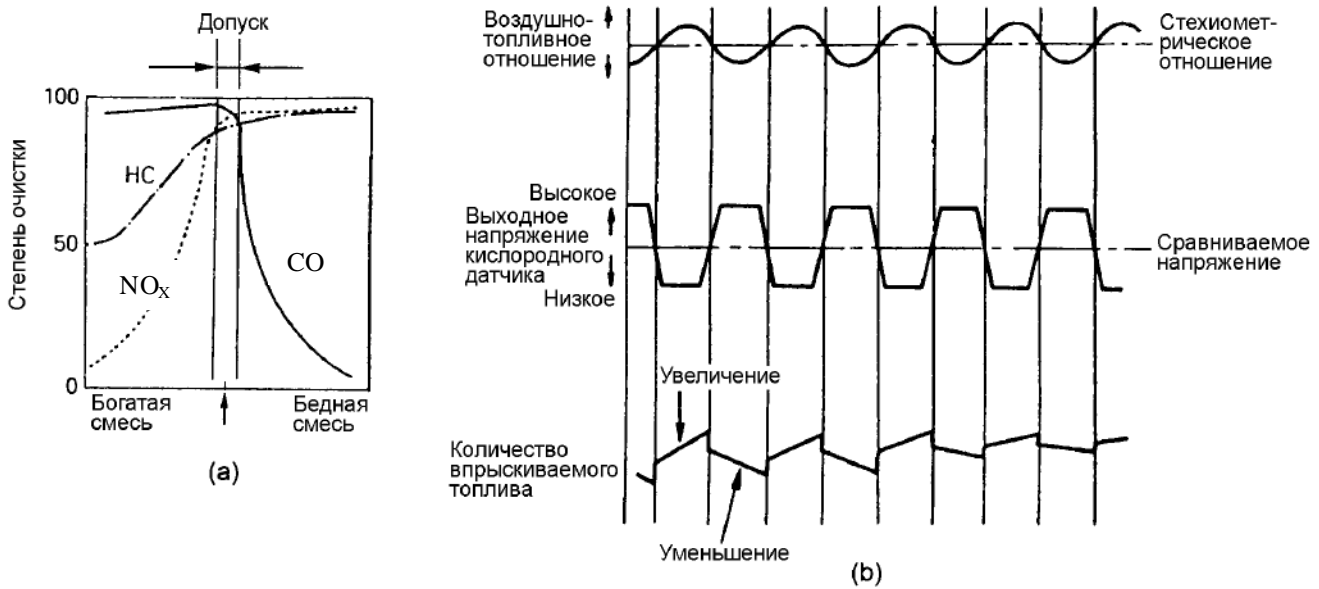 Допуск
100
50
0
Степень очистки
HC
NOX
CO
Богатая
смесь
Бедная
смесь
(a)
Воздушно-
топливное
отношение
Стехиомет-
рическое
отношение
Высокое
Выходное
напряжение
кислородного
датчика
Низкое
Сравниваемое
напряжение
Увеличение
Количество
впрыскиваемого
топлива
Уменьшение
(b)